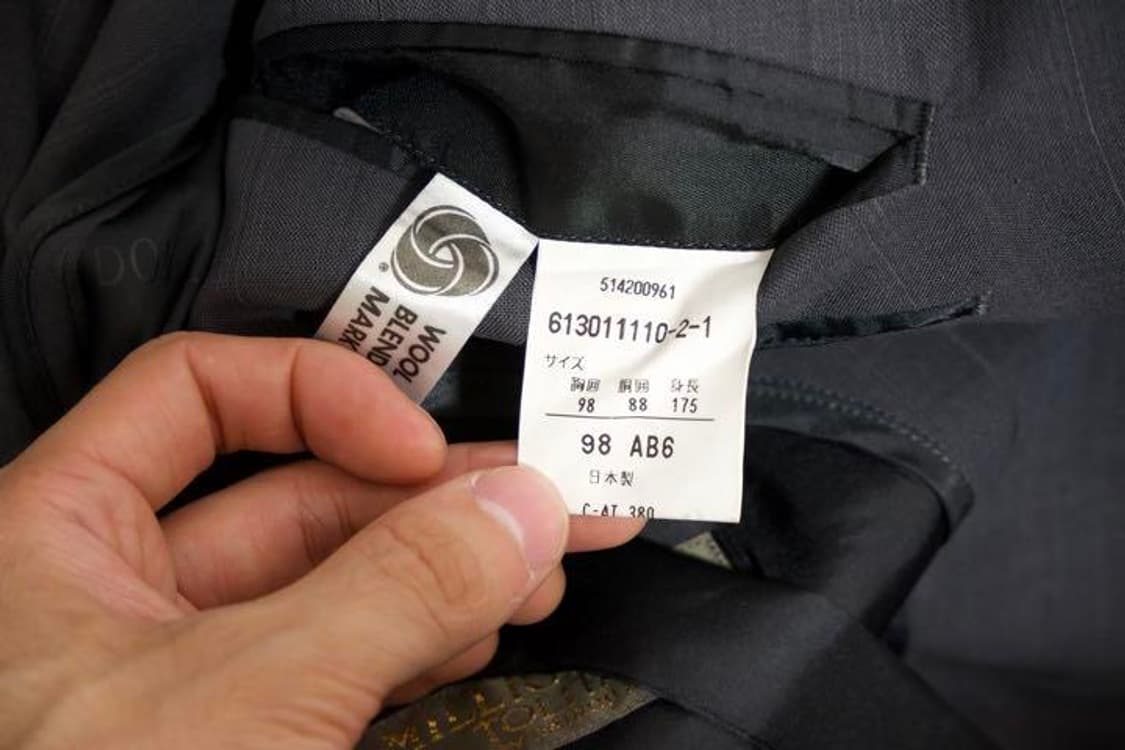 WOOL
BLEND
MARK
514200961
613011110-2-1
サイズ
胸囲 胴囲 身長
98 88 175
98 AB6
日本製
C-AT 380